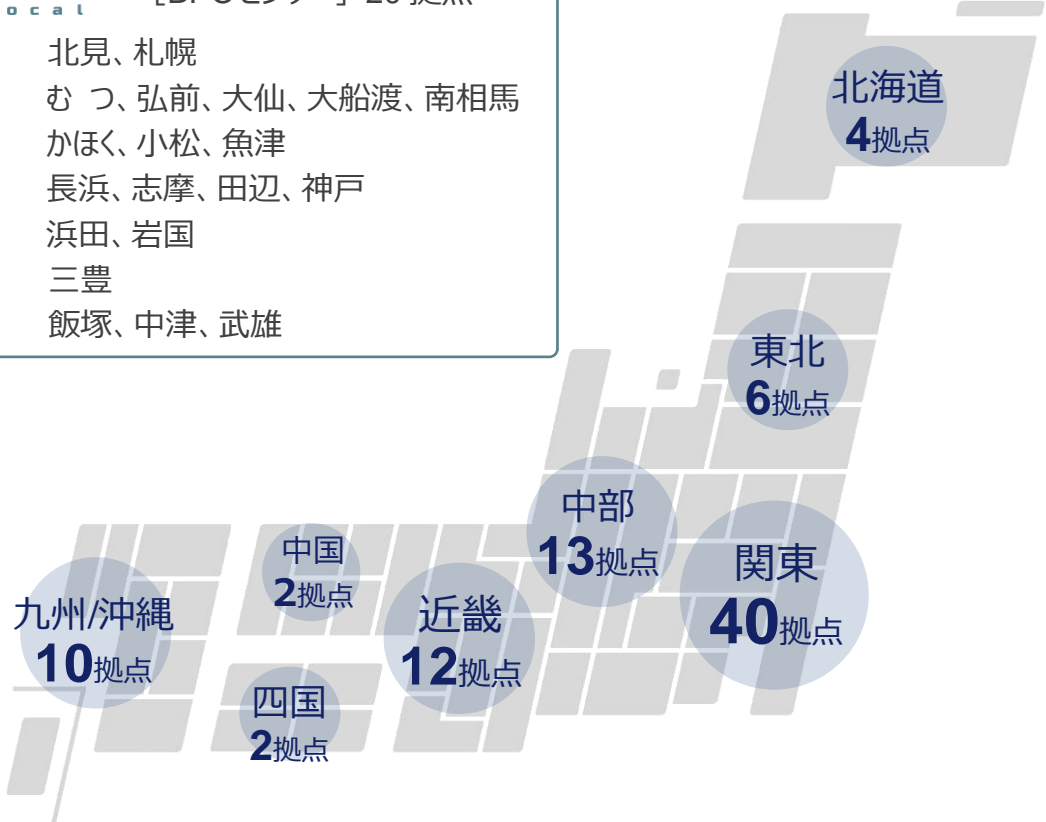 ocal
北見、札幌
む つ、弘前、大仙、大船渡、南相馬
かほく、小松、魚津
長浜、志摩、田辺、神戸
浜田、岩国
三豊
飯塚、中津、武雄
北海道
4拠点
東北
6拠点
中部
13拠点
関東
40拠点
中国
2拠点
近畿
12拠点
九州/沖縄
10拠点
四国
2拠点